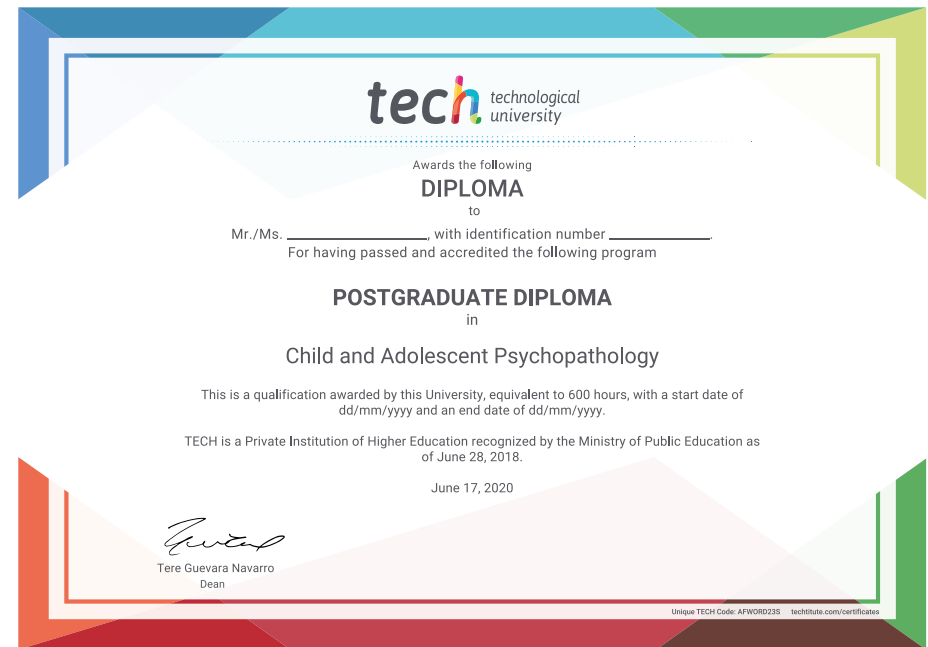 tech technological
university
Awards the following
DIPLOMA
to
Mr./Ms. ____________________, with identification number ______________.
For having passed and accredited the following program
POSTGRADUATE DIPLOMA
in
Child and Adolescent Psychopathology
This is a qualification awarded by this University, equivalent to 600 hours, with a start date of
dd/mm/yyyy and an end date of dd/mm/yyyy.
TECH is a Private Institution of Higher Education recognized by the Ministry of Public Education as
of June 28, 2018.
June 17, 2020
Tere Guevara Navarro
Dean
Unique TECH Code: AFWORD23S techtitute.com/certificates